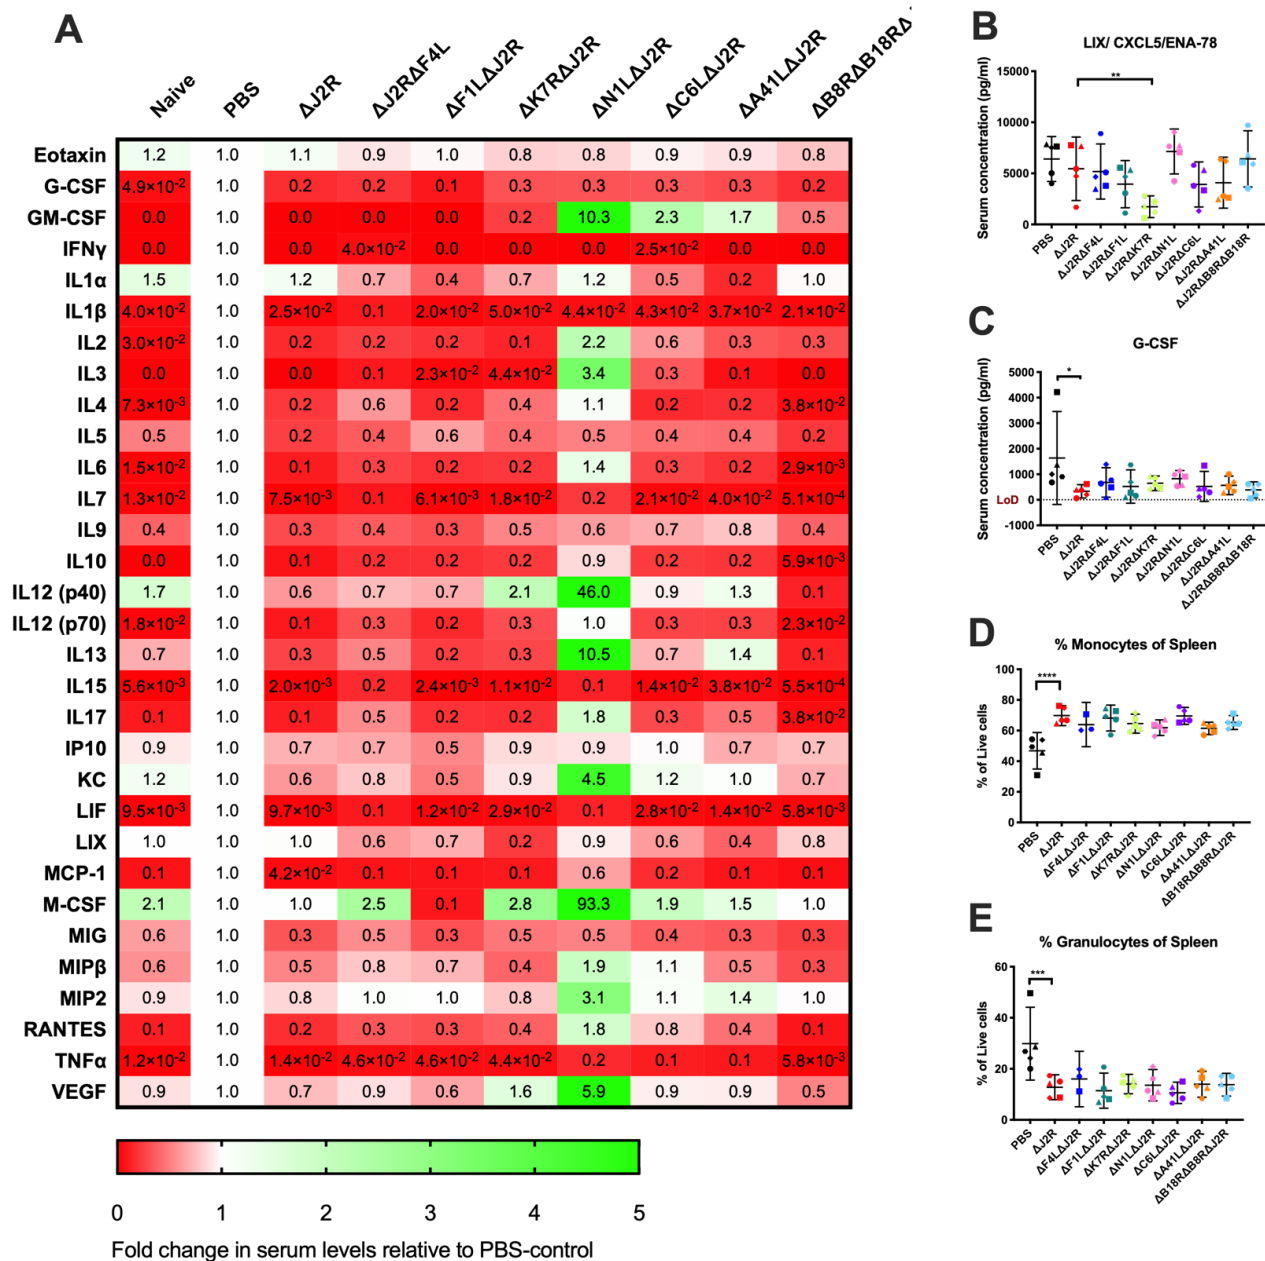 A
Naive PBS ΔJ2R ΔJ2RΔF4L ΔF1LΔJ2R ΔK7RΔJ2R ΔN1LΔJ2R ΔC6LΔJ2R ΔA41LΔJ2R ΔB8RΔB18RΔ
Eotaxin 1.2 1.0 1.1 0.9 1.0 0.8 0.8 0.9 0.9 0.8
G-CSF 4.9×10⁻² 1.0 0.2 0.2 0.1 0.3 0.3 0.3 0.3 0.2
GM-CSF 0.0 1.0 0.0 0.0 0.0 0.2 10.3 2.3 1.7 0.5
IFNγ 0.0 1.0 0.0 4.0×10⁻² 0.0 0.0 0.0 2.5×10⁻² 0.0 0.0
IL1α 1.5 1.0 1.2 0.7 0.4 0.7 1.2 0.5 0.2 1.0
IL1β 4.0×10⁻² 1.0 2.5×10⁻² 0.1 2.0×10⁻² 5.0×10⁻² 4.4×10⁻² 4.3×10⁻² 3.7×10⁻² 2.1×10⁻²
IL2 3.0×10⁻² 1.0 0.2 0.2 0.2 0.1 2.2 0.6 0.3 0.3
IL3 0.0 1.0 0.0 0.1 2.3×10⁻² 4.4×10⁻² 3.4 0.3 0.1 0.0
IL4 7.3×10⁻³ 1.0 0.2 0.6 0.2 0.4 1.1 0.2 0.2 3.8×10⁻²
IL5 0.5 1.0 0.2 0.4 0.6 0.4 0.5 0.4 0.4 0.2
IL6 1.5×10⁻² 1.0 0.1 0.3 0.2 0.2 1.4 0.3 0.2 2.9×10⁻³
IL7 1.3×10⁻² 1.0 7.5×10⁻³ 0.1 6.1×10⁻³ 1.8×10⁻² 0.2 2.1×10⁻² 4.0×10⁻² 5.1×10⁻⁴
IL9 0.4 1.0 0.3 0.4 0.3 0.5 0.6 0.7 0.8 0.4
IL10 0.0 1.0 0.1 0.2 0.2 0.2 0.9 0.2 0.2 5.9×10⁻³
IL12 (p40) 1.7 1.0 0.6 0.7 0.7 2.1 46.0 0.9 1.3 0.1
IL12 (p70) 1.8×10⁻² 1.0 0.1 0.3 0.2 0.3 1.0 0.3 0.3 2.3×10⁻²
IL13 0.7 1.0 0.3 0.5 0.2 0.3 10.5 0.7 1.4 0.1
IL15 5.6×10⁻³ 1.0 2.0×10⁻³ 0.2 2.4×10⁻³ 1.1×10⁻² 0.1 1.4×10⁻² 3.8×10⁻² 5.5×10⁻⁴
IL17 0.1 1.0 0.1 0.5 0.2 0.2 1.8 0.3 0.5 3.8×10⁻²
IP10 0.9 1.0 0.7 0.7 0.5 0.9 0.9 1.0 0.7 0.7
KC 1.2 1.0 0.6 0.8 0.5 0.9 4.5 1.2 1.0 0.7
LIF 9.5×10⁻³ 1.0 9.7×10⁻³ 0.1 1.2×10⁻² 2.9×10⁻² 0.1 2.8×10⁻² 1.4×10⁻² 5.8×10⁻³
LIX 1.0 1.0 1.0 0.6 0.7 0.2 0.9 0.6 0.4 0.8
MCP-1 0.1 1.0 4.2×10⁻² 0.1 0.1 0.1 0.6 0.2 0.1 0.1
M-CSF 2.1 1.0 1.0 2.5 0.1 2.8 93.3 1.9 1.5 1.0
MIG 0.6 1.0 0.3 0.5 0.3 0.5 0.5 0.4 0.3 0.3
MIPβ 0.6 1.0 0.5 0.8 0.7 0.4 1.9 1.1 0.5 0.3
MIP2 0.9 1.0 0.8 1.0 1.0 0.8 3.1 1.1 1.4 1.0
RANTES 0.1 1.0 0.2 0.3 0.3 0.4 1.8 0.8 0.4 0.1
TNFα 1.2×10⁻² 1.0 1.4×10⁻² 4.6×10⁻² 4.6×10⁻² 4.4×10⁻² 0.2 0.1 0.1 5.8×10⁻³
VEGF 0.9 1.0 0.7 0.9 0.6 1.6 5.9 0.9 0.9 0.5
0 1 2 3 4 5
Fold change in serum levels relative to PBS-control
B
LIX/ CXCL5/ENA-78
Serum concentration (pg/ml)
15000
10000
5000
0
**
PBS ΔJ2R ΔJ2RΔF4L ΔJ2RΔF1L ΔJ2RΔK7R ΔJ2RΔN1L ΔJ2RΔC6L ΔJ2RΔA41L ΔJ2RΔB8RΔB18R
C
G-CSF
Serum concentration (pg/ml)
5000
4000
3000
2000
1000
0
-1000
LoD
*
PBS ΔJ2R ΔJ2RΔF4L ΔJ2RΔF1L ΔJ2RΔK7R ΔJ2RΔN1L ΔJ2RΔC6L ΔJ2RΔA41L ΔJ2RΔB8RΔB18R
D
% Monocytes of Spleen
% of Live cells
100
80
60
40
20
0
****
PBS ΔJ2R ΔF4LΔJ2R ΔF1LΔJ2R ΔK7RΔJ2R ΔN1LΔJ2R ΔC6LΔJ2R ΔA41LΔJ2R ΔB18RΔB8RΔJ2R
E
% Granulocytes of Spleen
% of Live cells
60
40
20
0
***
PBS ΔJ2R ΔF4LΔJ2R ΔF1LΔJ2R ΔK7RΔJ2R ΔN1LΔJ2R ΔC6LΔJ2R ΔA41LΔJ2R ΔB18RΔB8RΔJ2R